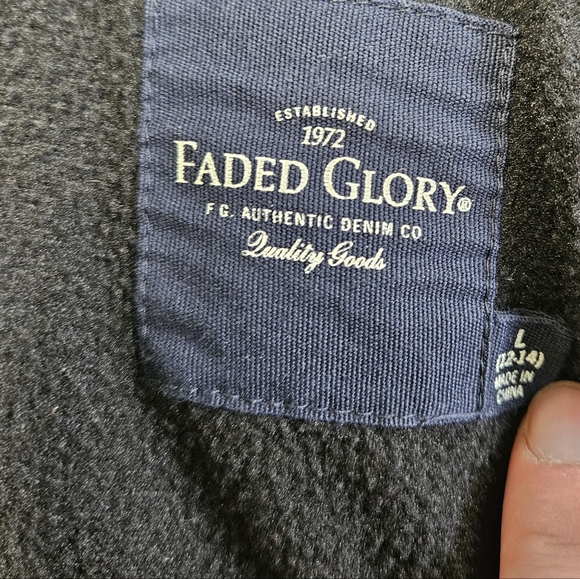 ESTABLISHED
1972
FADED GLORY®
F G. AUTHENTIC DENIM CO
Quality Goods
L
(12-14)
MADE IN
CHINA